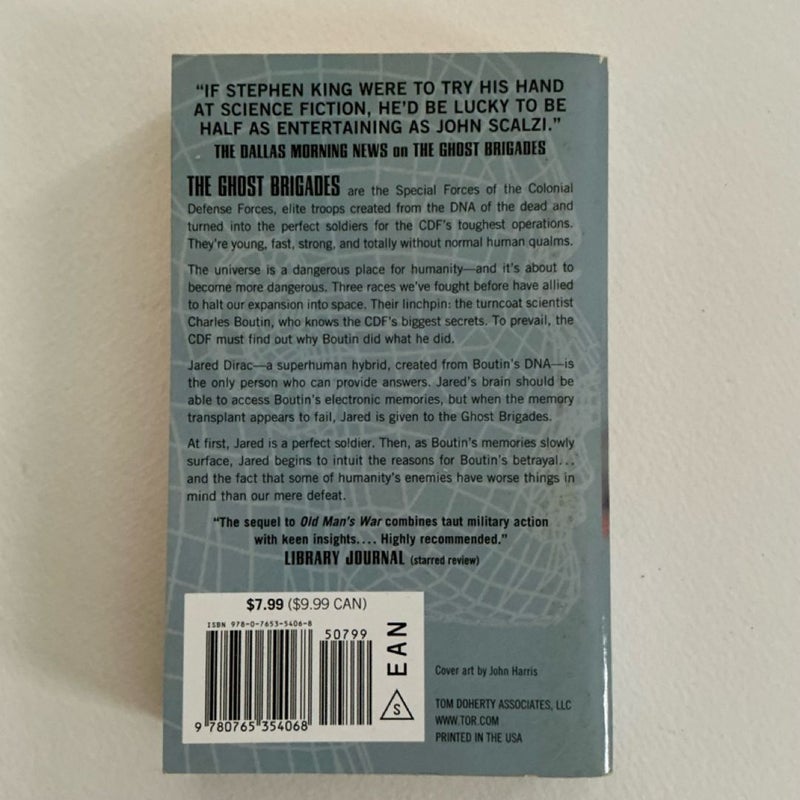 “IF STEPHEN KING WERE TO TRY HIS HAND
AT SCIENCE FICTION, HE’D BE LUCKY TO BE
HALF AS ENTERTAINING AS JOHN SCALZI.”
THE DALLAS MORNING NEWS on THE GHOST BRIGADES
THE GHOST BRIGADES are the Special Forces of the Colonial
Defense Forces, elite troops created from the DNA of the dead and
turned into the perfect soldiers for the CDF’s toughest operations.
They’re young, fast, strong, and totally without normal human qualms.
The universe is a dangerous place for humanity—and it’s about to
become more dangerous. Three races we’ve fought before have allied
to halt our expansion into space. Their linchpin: the turncoat scientist
Charles Boutin, who knows the CDF’s biggest secrets. To prevail, the
CDF must find out why Boutin did what he did.
Jared Dirac—a superhuman hybrid, created from Boutin’s DNA—is
the only person who can provide answers. Jared’s brain should be
able to access Boutin’s electronic memories, but when the memory
transplant appears to fail, Jared is given to the Ghost Brigades.
At first, Jared is a perfect soldier. Then, as Boutin’s memories slowly
surface, Jared begins to intuit the reasons for Boutin’s betrayal...
and the fact that some of humanity’s enemies have worse things in
mind than our mere defeat.
“The sequel to Old Man’s War combines taut military action
with keen insights.... Highly recommended.”
LIBRARY JOURNAL (starred review)
$7.99 ($9.99 CAN)
ISBN 978-0-7653-5406-8
50799
EAN
S
9 780765 354068
Cover art by John Harris
TOM DOHERTY ASSOCIATES, LLC
WWW.TOR.COM
PRINTED IN THE USA